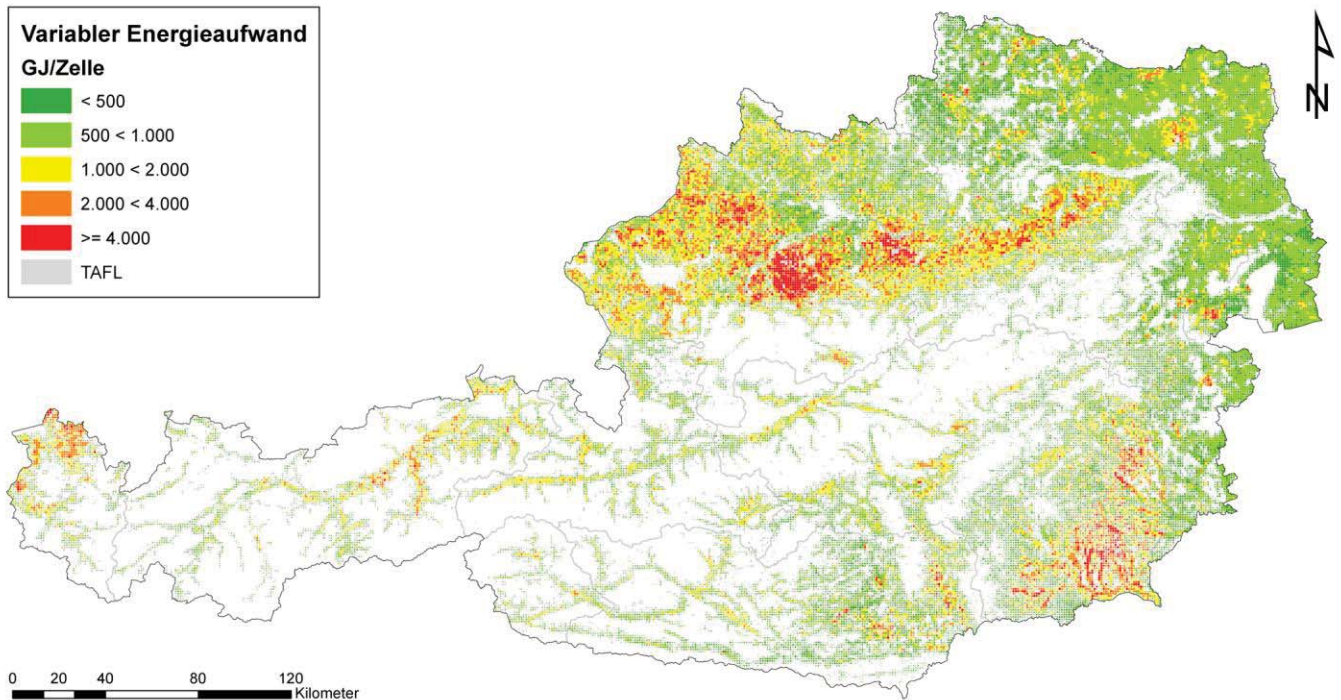 Variabler Energieaufwand
GJ/Zelle
< 500
500 < 1.000
1.000 < 2.000
2.000 < 4.000
>= 4.000
TAFL
N
0 20 40 80 120
Kilometer